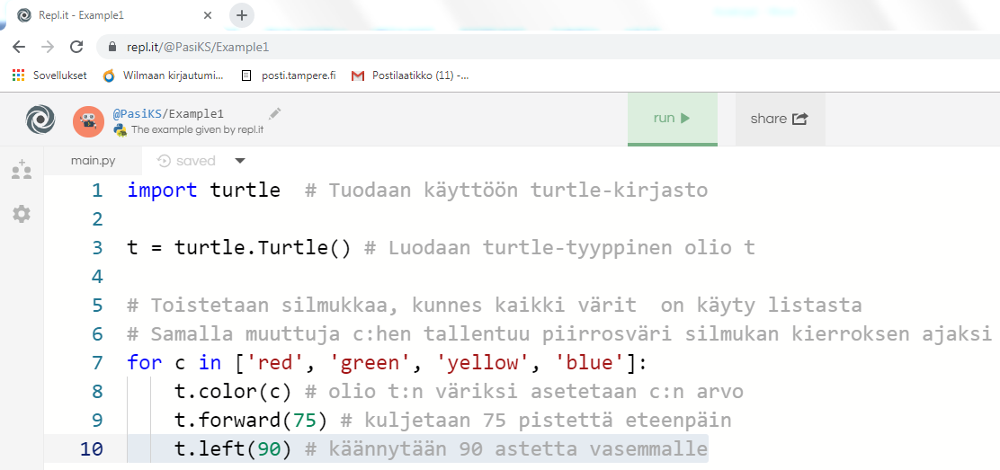 Repl.it - Example1
repl.it/@PasiKS/Example1
Sovellukset Wilmaan kirjautumi... posti.tampere.fi Postilaatikko (11) -...
@PasiKS/Example1
The example given by repl.it
run share
main.py saved
1 import turtle  # Tuodaan käyttöön turtle-kirjasto
2
3 t = turtle.Turtle() # Luodaan turtle-tyyppinen olio t
4
5 # Toistetaan silmukkaa, kunnes kaikki värit  on käyty listasta
6 # Samalla muuttuja c:hen tallentuu piirrosväri silmukan kierroksen ajaksi
7 for c in ['red', 'green', 'yellow', 'blue']:
8     t.color(c) # olio t:n väriksi asetetaan c:n arvo
9     t.forward(75) # kuljetaan 75 pistettä eteenpäin
10     t.left(90) # käännytään 90 astetta vasemmalle